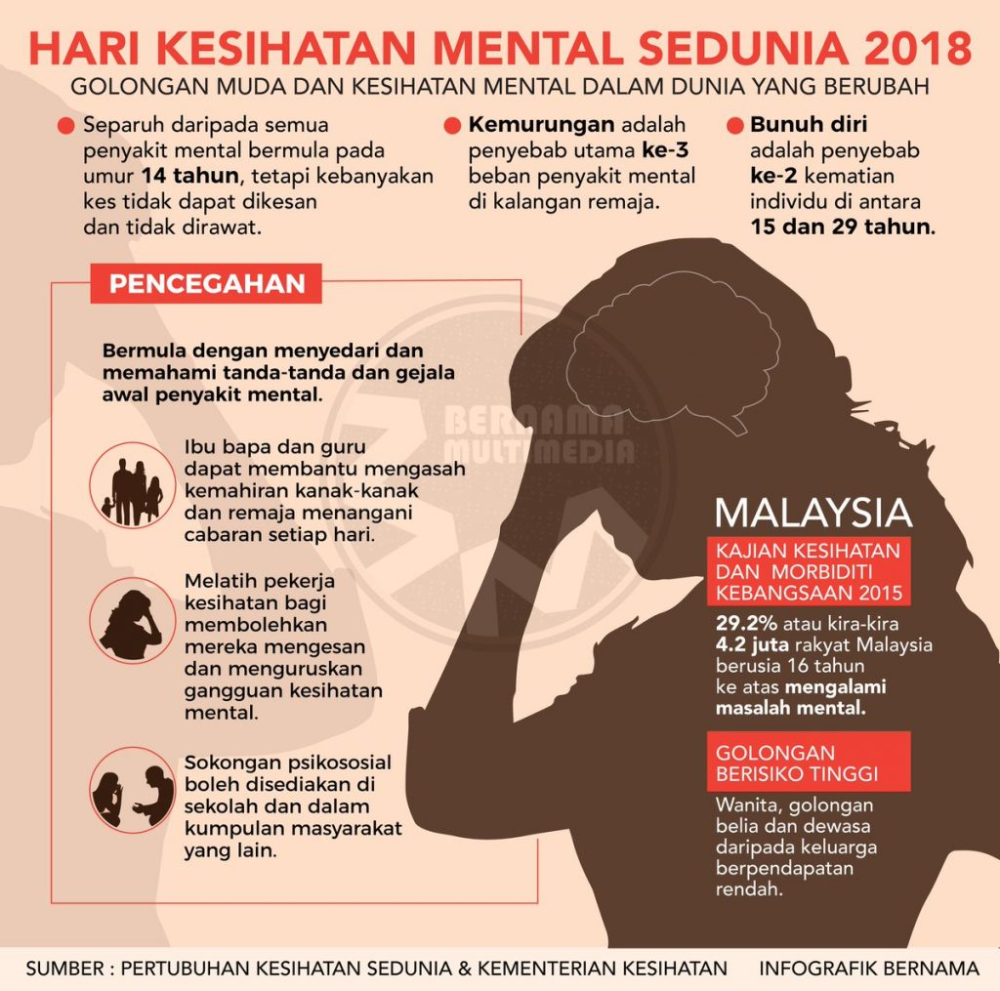 HARI KESIHATAN MENTAL SEDUNIA 2018
GOLONGAN MUDA DAN KESIHATAN MENTAL DALAM DUNIA YANG BERUBAH
Separuh daripada semua
penyakit mental bermula pada
umur 14 tahun, tetapi kebanyakan
kes tidak dapat dikesan
dan tidak dirawat.
Kemurungan adalah
penyebab utama ke-3
beban penyakit mental
di kalangan remaja.
Bunuh diri
adalah penyebab
ke-2 kematian
individu di antara
15 dan 29 tahun.
PENCEGAHAN
Bermula dengan menyedari dan
memahami tanda-tanda dan gejala
awal penyakit mental.
Ibu bapa dan guru
dapat membantu mengasah
kemahiran kanak-kanak
dan remaja menangani
cabaran setiap hari.
Melatih pekerja
kesihatan bagi
membolehkan
mereka mengesan
dan menguruskan
gangguan kesihatan
mental.
Sokongan psikososial
boleh disediakan di
sekolah dan dalam
kumpulan masyarakat
yang lain.
BERNAMA
MULTIMEDIA
MALAYSIA
KAJIAN KESIHATAN
DAN MORBIDITI
KEBANGSAAN 2015
29.2% atau kira-kira
4.2 juta rakyat Malaysia
berusia 16 tahun
ke atas mengalami
masalah mental.
GOLONGAN
BERISIKO TINGGI
Wanita, golongan
belia dan dewasa
daripada keluarga
berpendapatan
rendah.
SUMBER : PERTUBUHAN KESIHATAN SEDUNIA & KEMENTERIAN KESIHATAN INFOGRAFIK BERNAMA